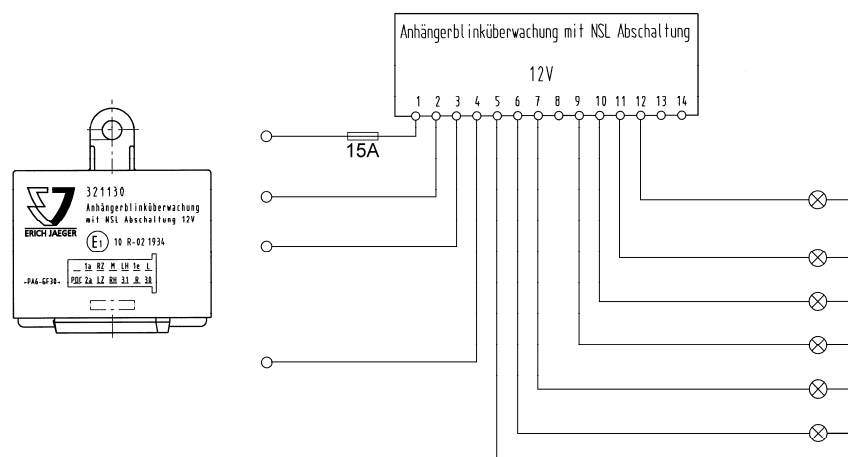 Anhängerblinküberwachung mit NSL Abschaltung
12V
1 2 3 4 5 6 7 8 9 10 11 12 13 14
15A
321130
Anhängerblinküberwachung
mit NSL Abschaltung 12V
ERICH JAEGER
E1 10 R-02 1934
_ 1a RZ M LH 1e L
-PA6-GF30- PDC 2a LZ RH 31 R 30